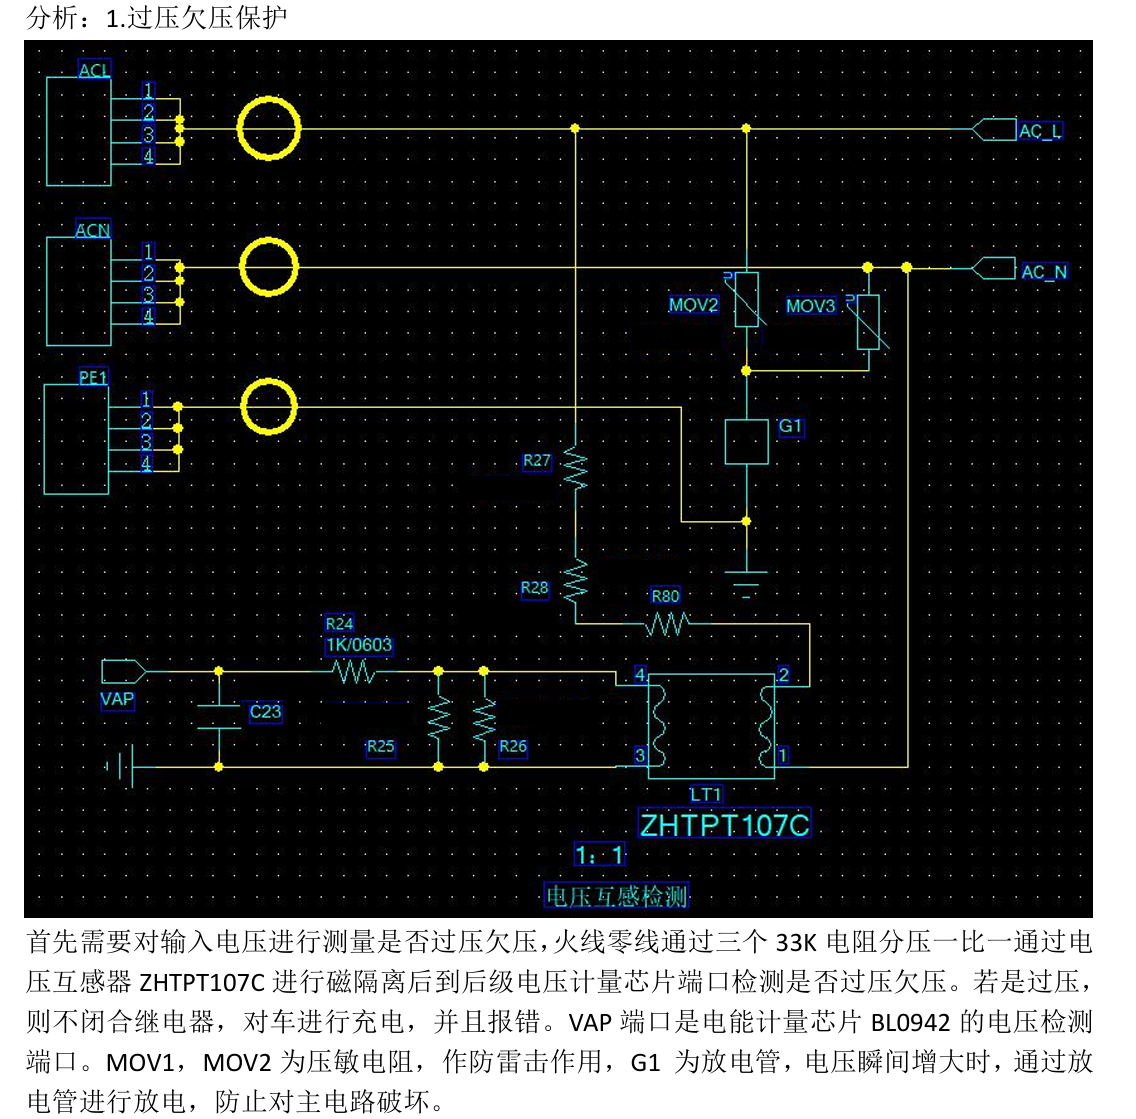 分析：1.过压欠压保护
ACL
1
2
3
4
AC_L
ACN
1
2
3
4
AC_N
MOV2
MOV3
PE1
1
2
3
4
G1
R27
R28
R80
R24
1K/0603
4
2
VAP
C23
R25
R26
3
1
LT1
ZHTPT107C
1：1
电压互感检测
首先需要对输入电压进行测量是否过压欠压，火线零线通过三个 33K 电阻分压一比一通过电
压互感器 ZHTPT107C 进行磁隔离后到后级电压计量芯片端口检测是否过压欠压。若是过压，
则不闭合继电器，对车进行充电，并且报错。VAP 端口是电能计量芯片 BL0942 的电压检测
端口。MOV1，MOV2 为压敏电阻，作防雷击作用，G1 为放电管，电压瞬间增大时，通过放
电管进行放电，防止对主电路破坏。